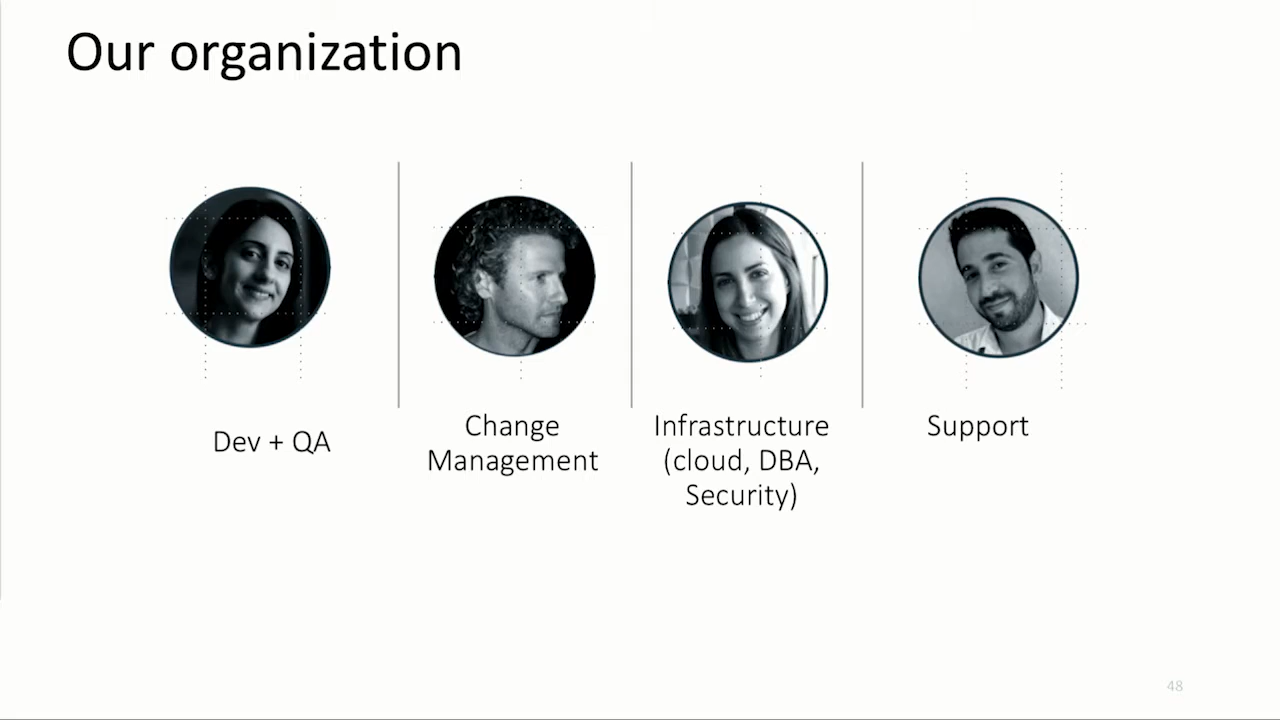 Our organization
Dev + QA
Change
Management
Infrastructure
(cloud, DBA,
Security)
Support
48